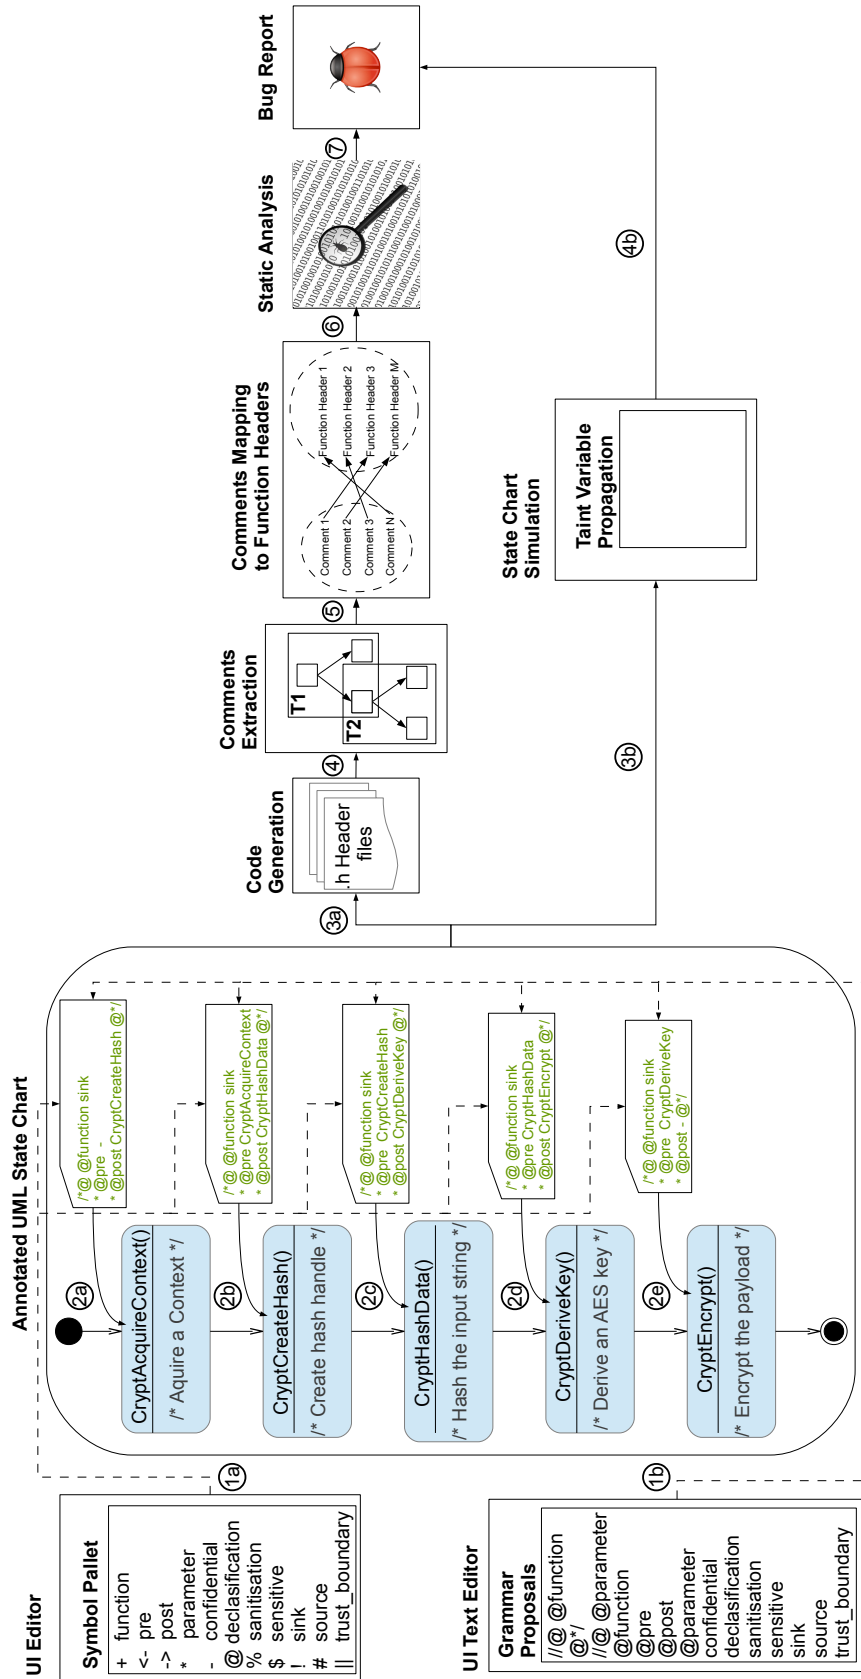 UI Editor
Symbol Pallet
+ function
<- pre
-> post
* parameter
- confidential
@ declasification
% sanitisation
$ sensitive
! sink
# source
|| trust_boundary
UI Text Editor
Grammar
Proposals
//@ @function
@*/
//@ @parameter
@function
@pre
@post
@parameter
confidential
declassification
sanitisation
sensitive
sink
source
trust_boundary
1a
1b
Annotated UML State Chart
2a
CryptAcquireContext()
/* Aquire a Context */
/*@ @function sink
* @pre -
* @post CryptCreateHash @*/
2b
CryptCreateHash()
/* Create hash handle */
/*@ @function sink
* @pre CryptAcquireContext
* @post CryptHashData @*/
2c
CryptHashData()
/* Hash the input string */
/*@ @function sink
* @pre CryptCreateHash
* @post CryptDeriveKey @*/
2d
CryptDeriveKey()
/* Derive an AES key */
/*@ @function sink
* @pre CryptHashData
* @post CryptEncrypt @*/
2e
CryptEncrypt()
/* Encrypt the payload */
/*@ @function sink
* @pre CryptDeriveKey
* @post - @*/
3a
3b
Code
Generation
.h Header
files
4
Comments
Extraction
T1
T2
5
Comments Mapping
to Function Headers
Comment 1
Comment 2
Comment 3
Comment N
Function Header 1
Function Header 2
Function Header 3
Function Header M
6
Static Analysis
7
Bug Report
State Chart
Simulation
Taint Variable
Propagation
4b